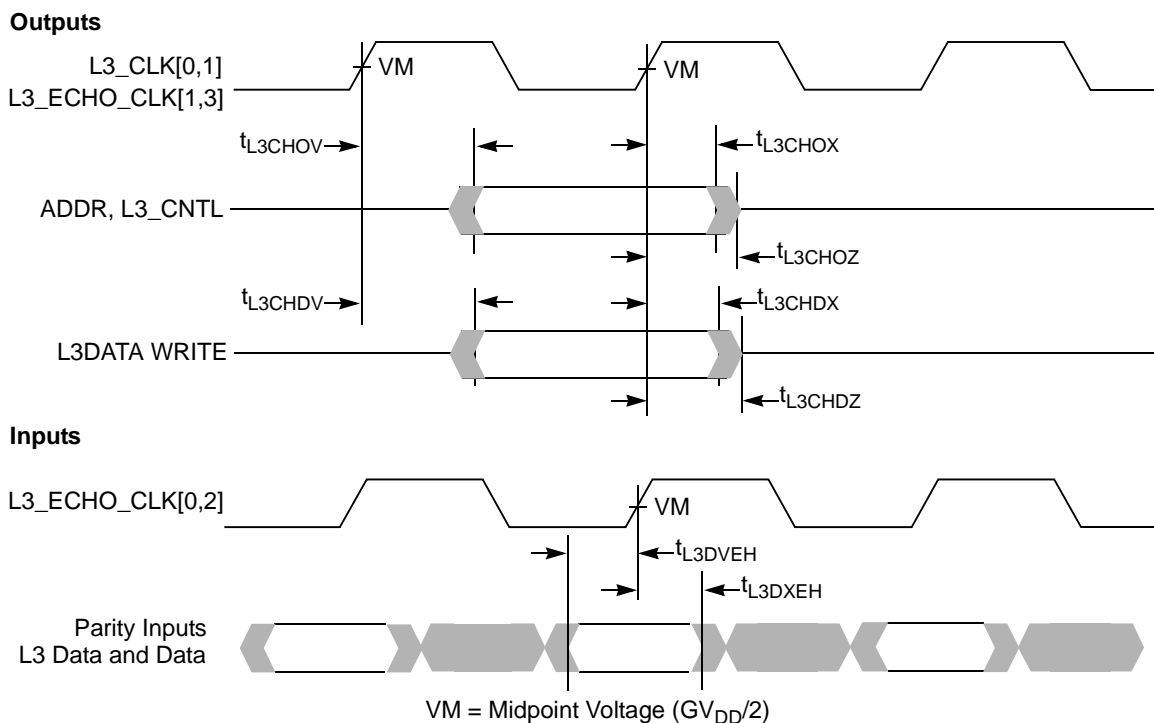 Outputs
L3_CLK[0,1]
VM
VM
L3_ECHO_CLK[1,3]
tL3CHOV
tL3CHOX
ADDR, L3_CNTL
tL3CHOZ
tL3CHDV
tL3CHDX
L3DATA WRITE
tL3CHDZ
Inputs
L3_ECHO_CLK[0,2]
VM
tL3DVEH
tL3DXEH
Parity Inputs
L3 Data and Data
VM = Midpoint Voltage (GVDD/2)